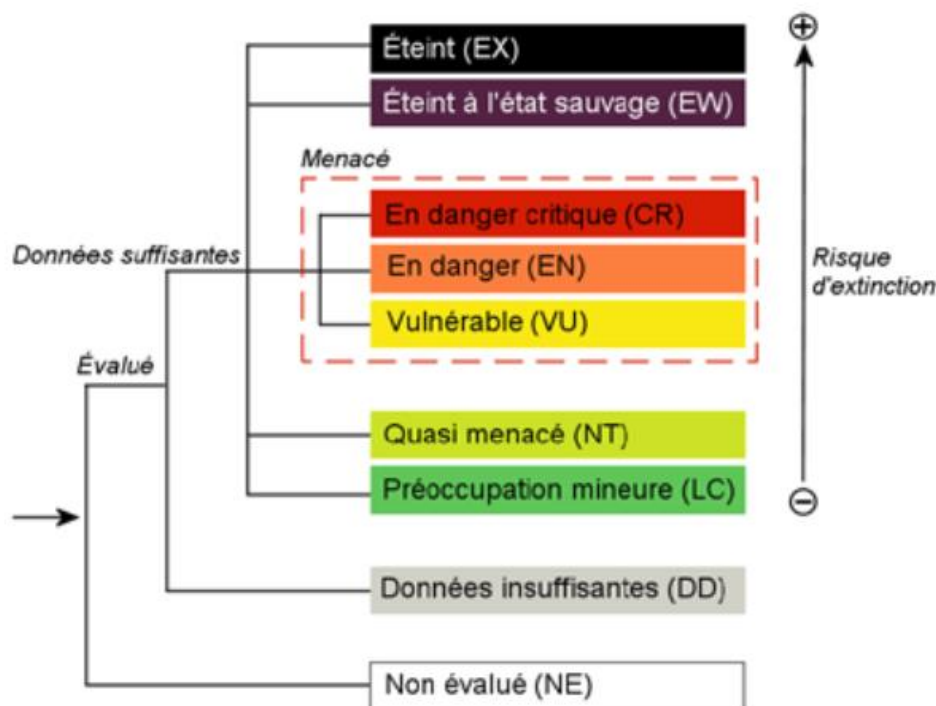 Éteint (EX)
Éteint à l'état sauvage (EW)
Menacé
En danger critique (CR)
Données suffisantes
En danger (EN)
Risque
d'extinction
Vulnérable (VU)
Évalué
Quasi menacé (NT)
Préoccupation mineure (LC)
Données insuffisantes (DD)
Non évalué (NE)